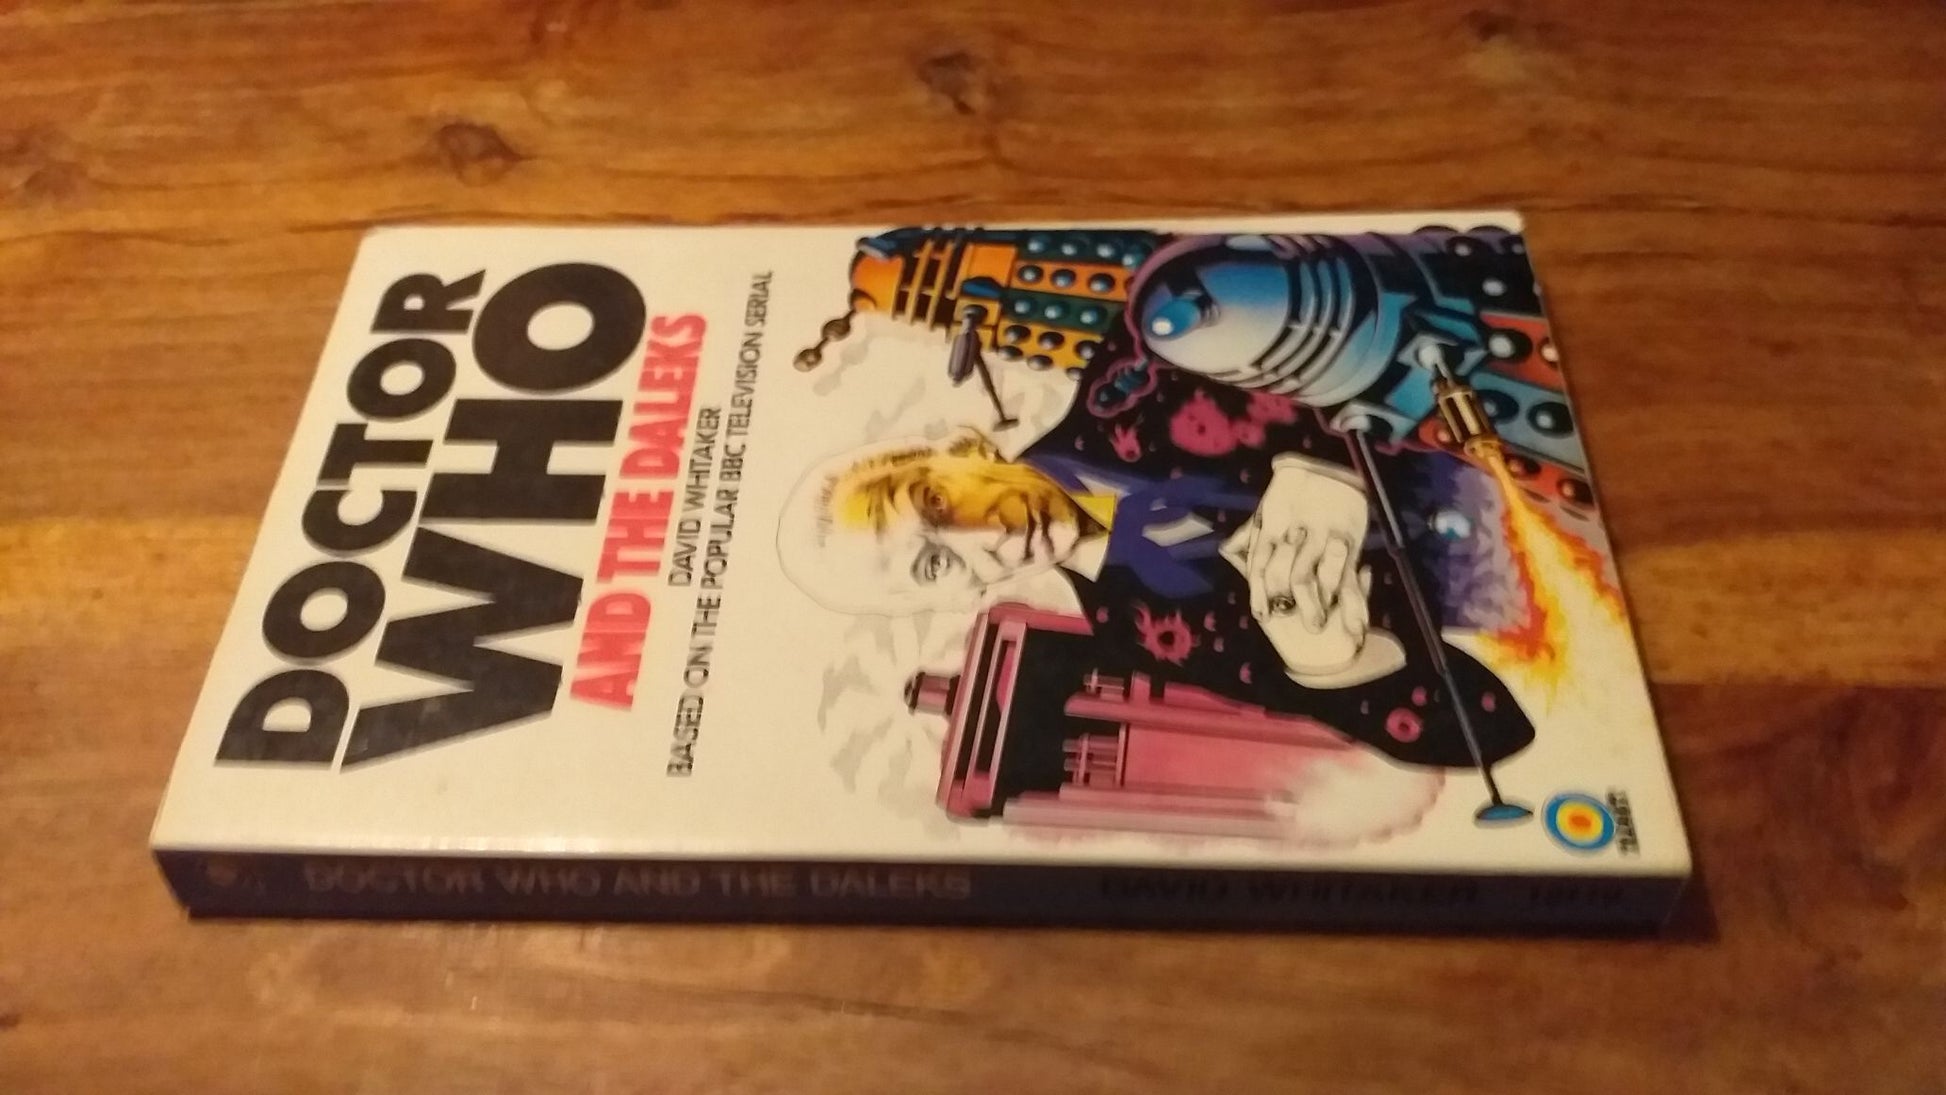 DOCTOR
WHO
AND THE DALEKS
DAVID WHITAKER
BASED ON THE POPULAR BBC TELEVISION SERIAL
TARGET
DOCTOR WHO AND THE DALEKS DAVID WHITAKER